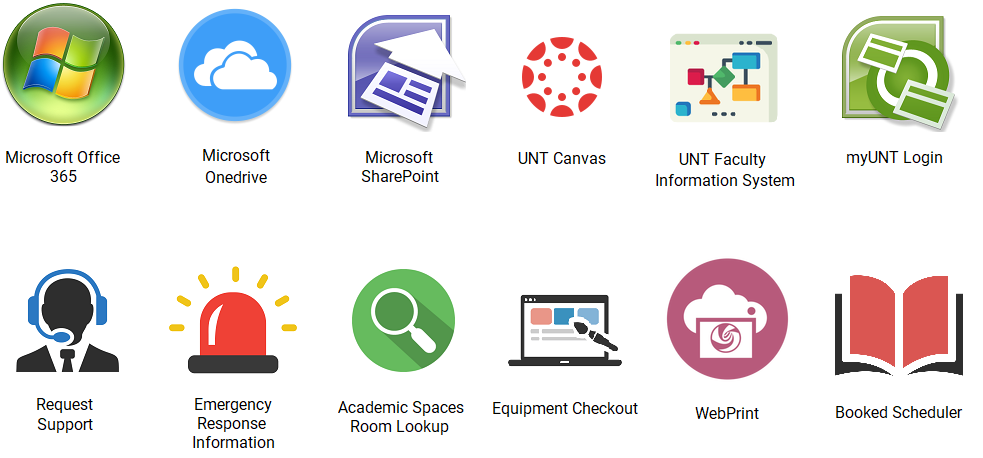 Microsoft Office
365
Microsoft
Onedrive
Microsoft
SharePoint
UNT Canvas
UNT Faculty
Information System
myUNT Login
Request
Support
Emergency
Response
Information
Academic Spaces
Room Lookup
Equipment Checkout
WebPrint
Booked Scheduler